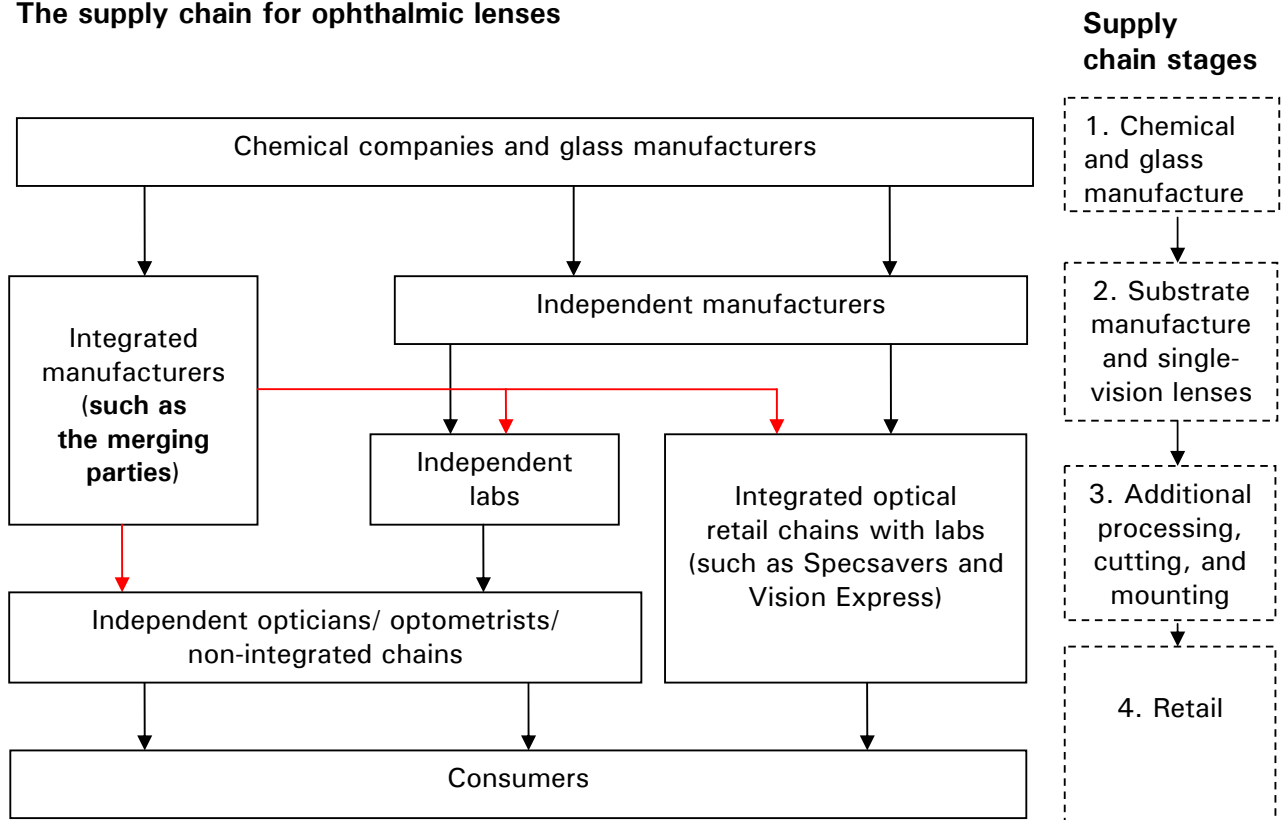 The supply chain for ophthalmic lenses
Supply
chain stages
Chemical companies and glass manufacturers
1. Chemical
and glass
manufacture
Integrated
manufacturers
(such as
the merging
parties)
Independent manufacturers
2. Substrate
manufacture
and single-
vision lenses
Independent
labs
Integrated optical
retail chains with labs
(such as Specsavers and
Vision Express)
3. Additional
processing,
cutting, and
mounting
Independent opticians/ optometrists/
non-integrated chains
4. Retail
Consumers